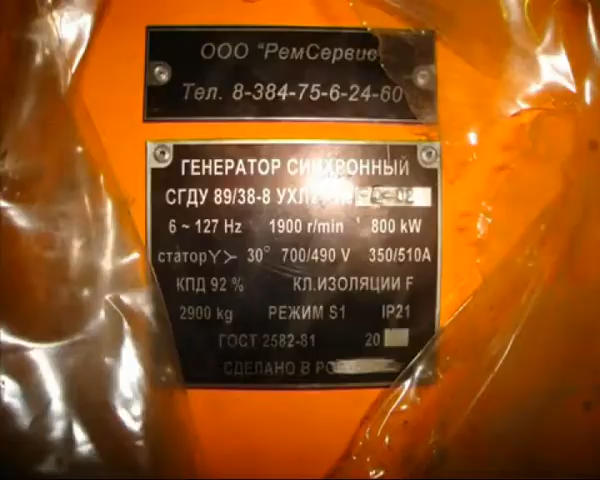 ООО "РемСервис
Тел. 8-384-75-6-24-60
ГЕНЕРАТОР СИНХРОННЫЙ
СГДУ 89/38-8
6 ~ 127 Hz 1900 r/min 800 kW
статор 30° 700/490 V 350/510A
КПД 92 % КЛ.ИЗОЛЯЦИИ F
2900 kg РЕЖИМ S1 IP21
ГОСТ 2582-81 20
СДЕЛАНО В